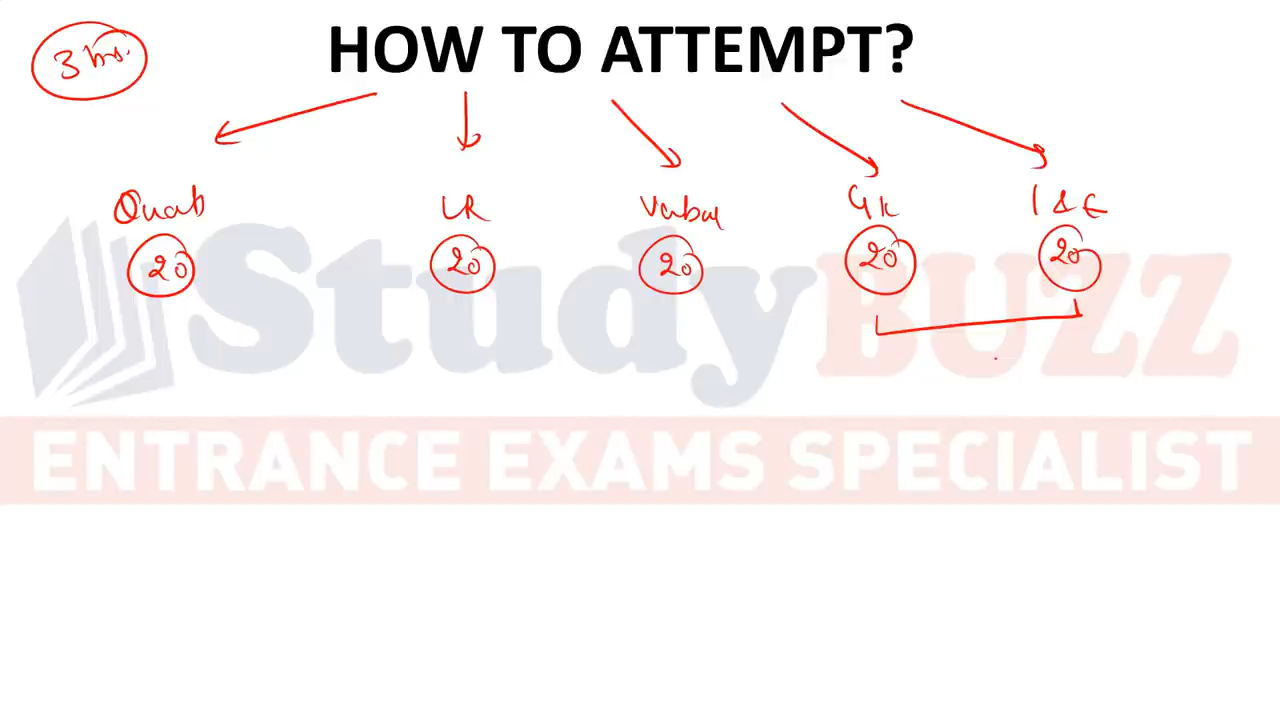 3 hrs.
HOW TO ATTEMPT?
Quant LR Verbal GK I & E
20 20 20 20 20
StudyBUZZ
ENTRANCE EXAMS SPECIALIST